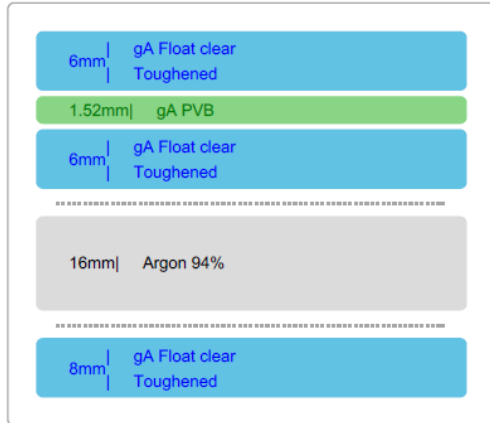 6mm| gA Float clear
| Toughened
1.52mm| gA PVB
6mm| gA Float clear
| Toughened
16mm| Argon 94%
8mm| gA Float clear
| Toughened